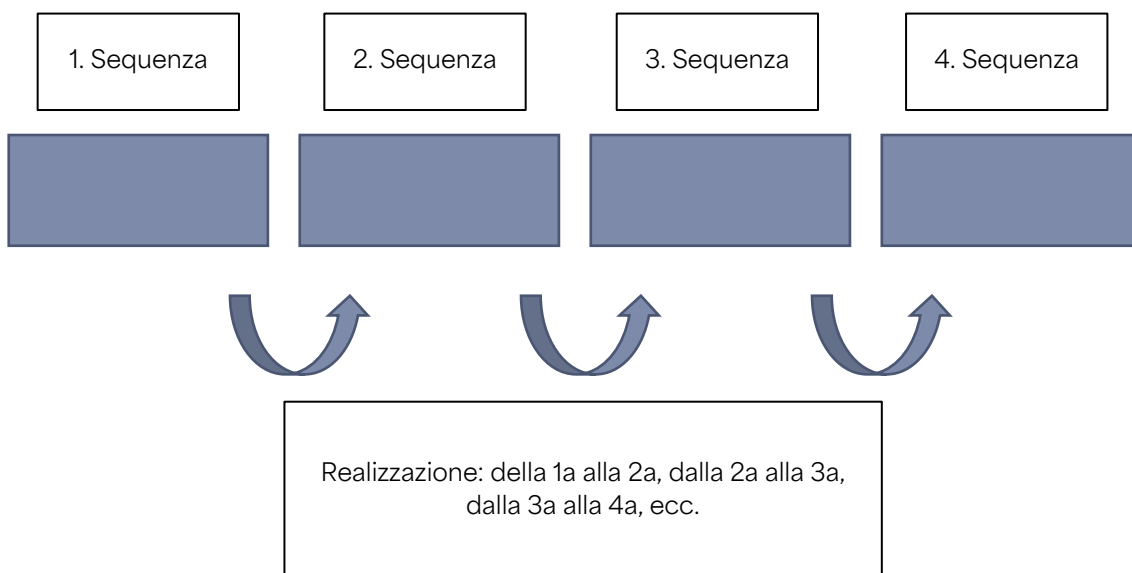 1. Sequenza
2. Sequenza
3. Sequenza
4. Sequenza
Realizzazione: della 1a alla 2a, dalla 2a alla 3a,
dalla 3a alla 4a, ecc.